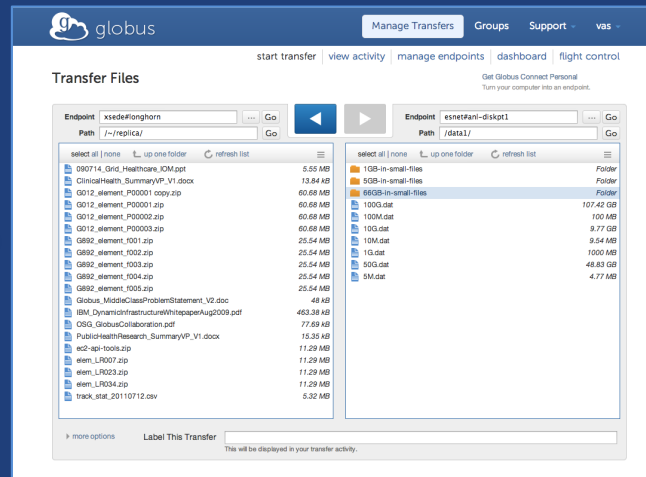 globus
Manage Transfers Groups Support vas
start transfer view activity manage endpoints dashboard flight control
Transfer Files
Get Globus Connect Personal
Turn your computer into an endpoint.
Endpoint xsede#longhorn ... Go
Path /~/replica/ Go
select all | none up one folder refresh list
090714_Grid_Healthcare_IOM.ppt 5.55 MB
ClinicalHealth_SummaryVP_V1.docx 13.84 kB
G012_element_P00001 copy.zip 60.68 MB
G012_element_P00001.zip 60.68 MB
G012_element_P00002.zip 60.68 MB
G012_element_P00003.zip 60.68 MB
G892_element_f001.zip 25.54 MB
G892_element_f002.zip 25.54 MB
G892_element_f003.zip 25.54 MB
G892_element_f004.zip 25.54 MB
G892_element_f005.zip 25.54 MB
Globus_MiddleClassProblemStatement_V2.doc 48 kB
IBM_DynamicInfrastructureWhitepaperAug2009.pdf 463.38 kB
OSG_GlobusCollaboration.pdf 77.69 kB
PublicHealthResearch_SummaryVP_V1.docx 15.35 kB
ec2-api-tools.zip 11.29 MB
elem_LR007.zip 11.29 MB
elem_LR023.zip 11.29 MB
elem_LR034.zip 11.29 MB
track_stat_20110712.csv 5.32 MB
Endpoint esnet#anl-diskpt1 ... Go
Path /data1/ Go
select all | none up one folder refresh list
1GB-in-small-files Folder
5GB-in-small-files Folder
66GB-in-small-files Folder
100G.dat 107.42 GB
100M.dat 100 MB
10G.dat 9.77 GB
10M.dat 9.54 MB
1G.dat 1000 MB
50G.dat 48.83 GB
5M.dat 4.77 MB
more options Label This Transfer
This will be displayed in your transfer activity.